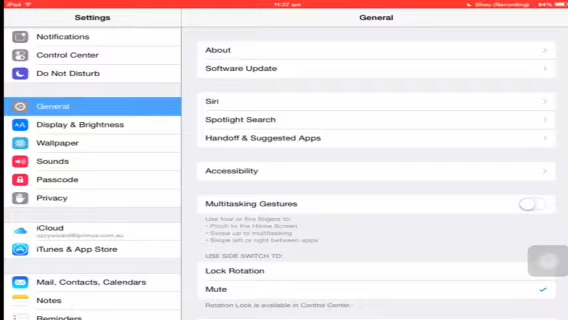 iPad
11:37 am
Shou (Recording)
84%
Settings
General
Notifications
Control Center
Do Not Disturb
General
Display & Brightness
Wallpaper
Sounds
Passcode
Privacy
iCloud
iTunes & App Store
Mail, Contacts, Calendars
Notes
Reminders
About
Software Update
Siri
Spotlight Search
Handoff & Suggested Apps
Accessibility
Multitasking Gestures
Use four or five fingers to:
• Pinch to the Home Screen
• Swipe up to multitasking
• Swipe left or right between apps
USE SIDE SWITCH TO:
Lock Rotation
Mute
Rotation Lock is available in Control Center.